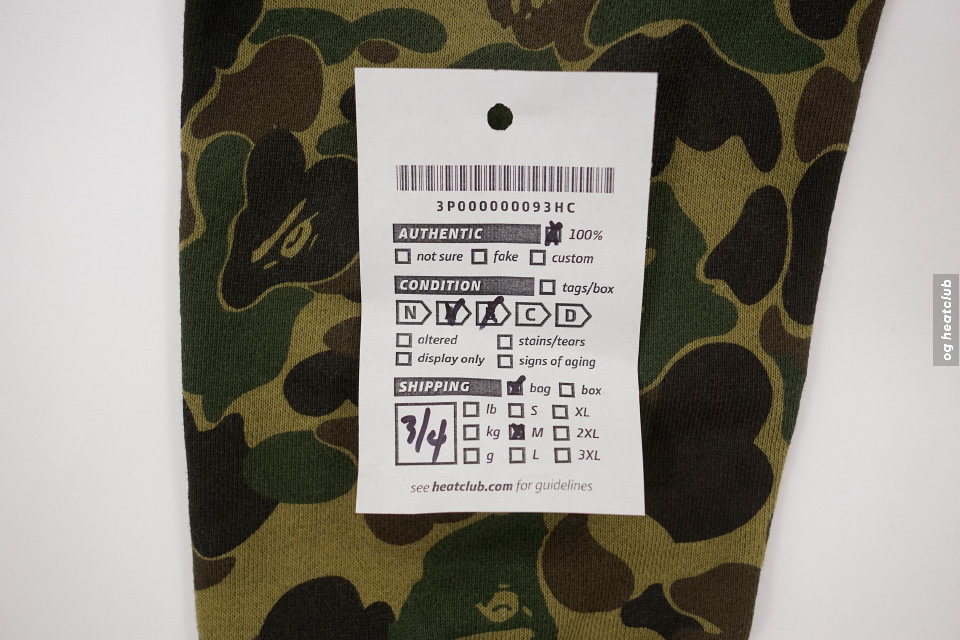 3P000000093HC
AUTHENTIC 100%
not sure fake custom
CONDITION tags/box
N A C D
altered stains/tears
display only signs of aging
SHIPPING bag box
3/4 lb S XL
kg M 2XL
g L 3XL
see heatclub.com for guidelines
og heatclub